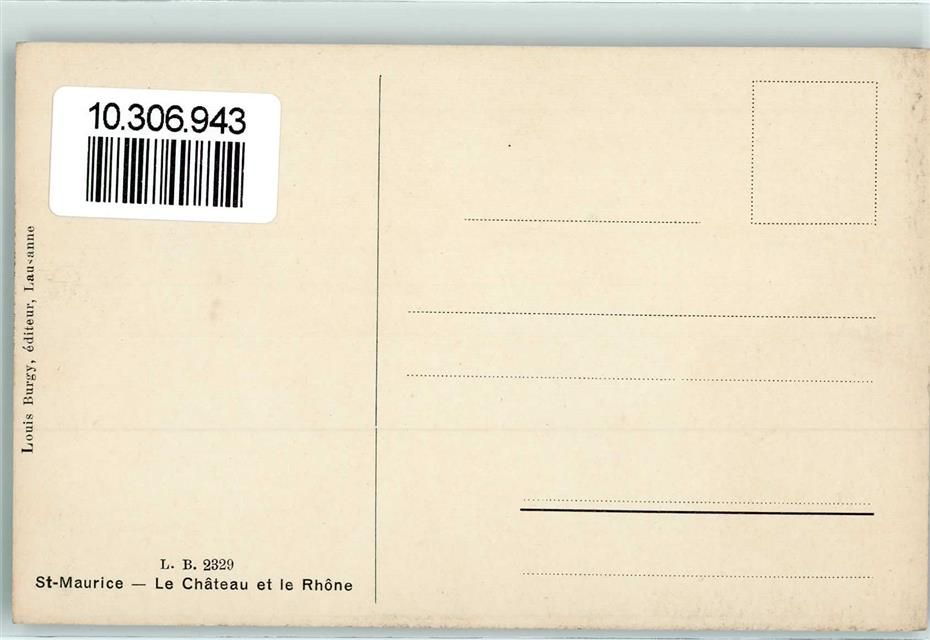 10.306.943
Louis Burgy, éditeur, Lausanne
L. B. 2329
St-Maurice — Le Château et le Rhône